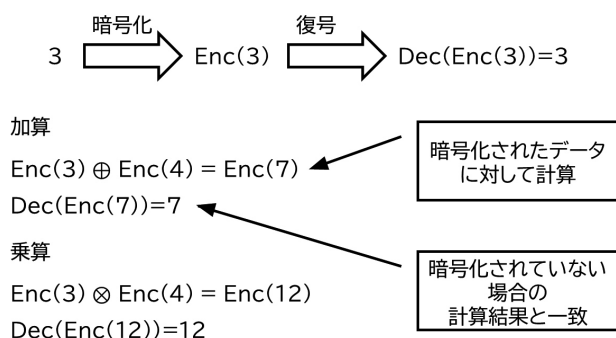 暗号化
復号
3
Enc(3)
Dec(Enc(3))=3
加算
Enc(3) ⊕ Enc(4) = Enc(7)
Dec(Enc(7))=7
暗号化されたデータ
に対して計算
乗算
Enc(3) ⊗ Enc(4) = Enc(12)
Dec(Enc(12))=12
暗号化されていない
場合の
計算結果と一致